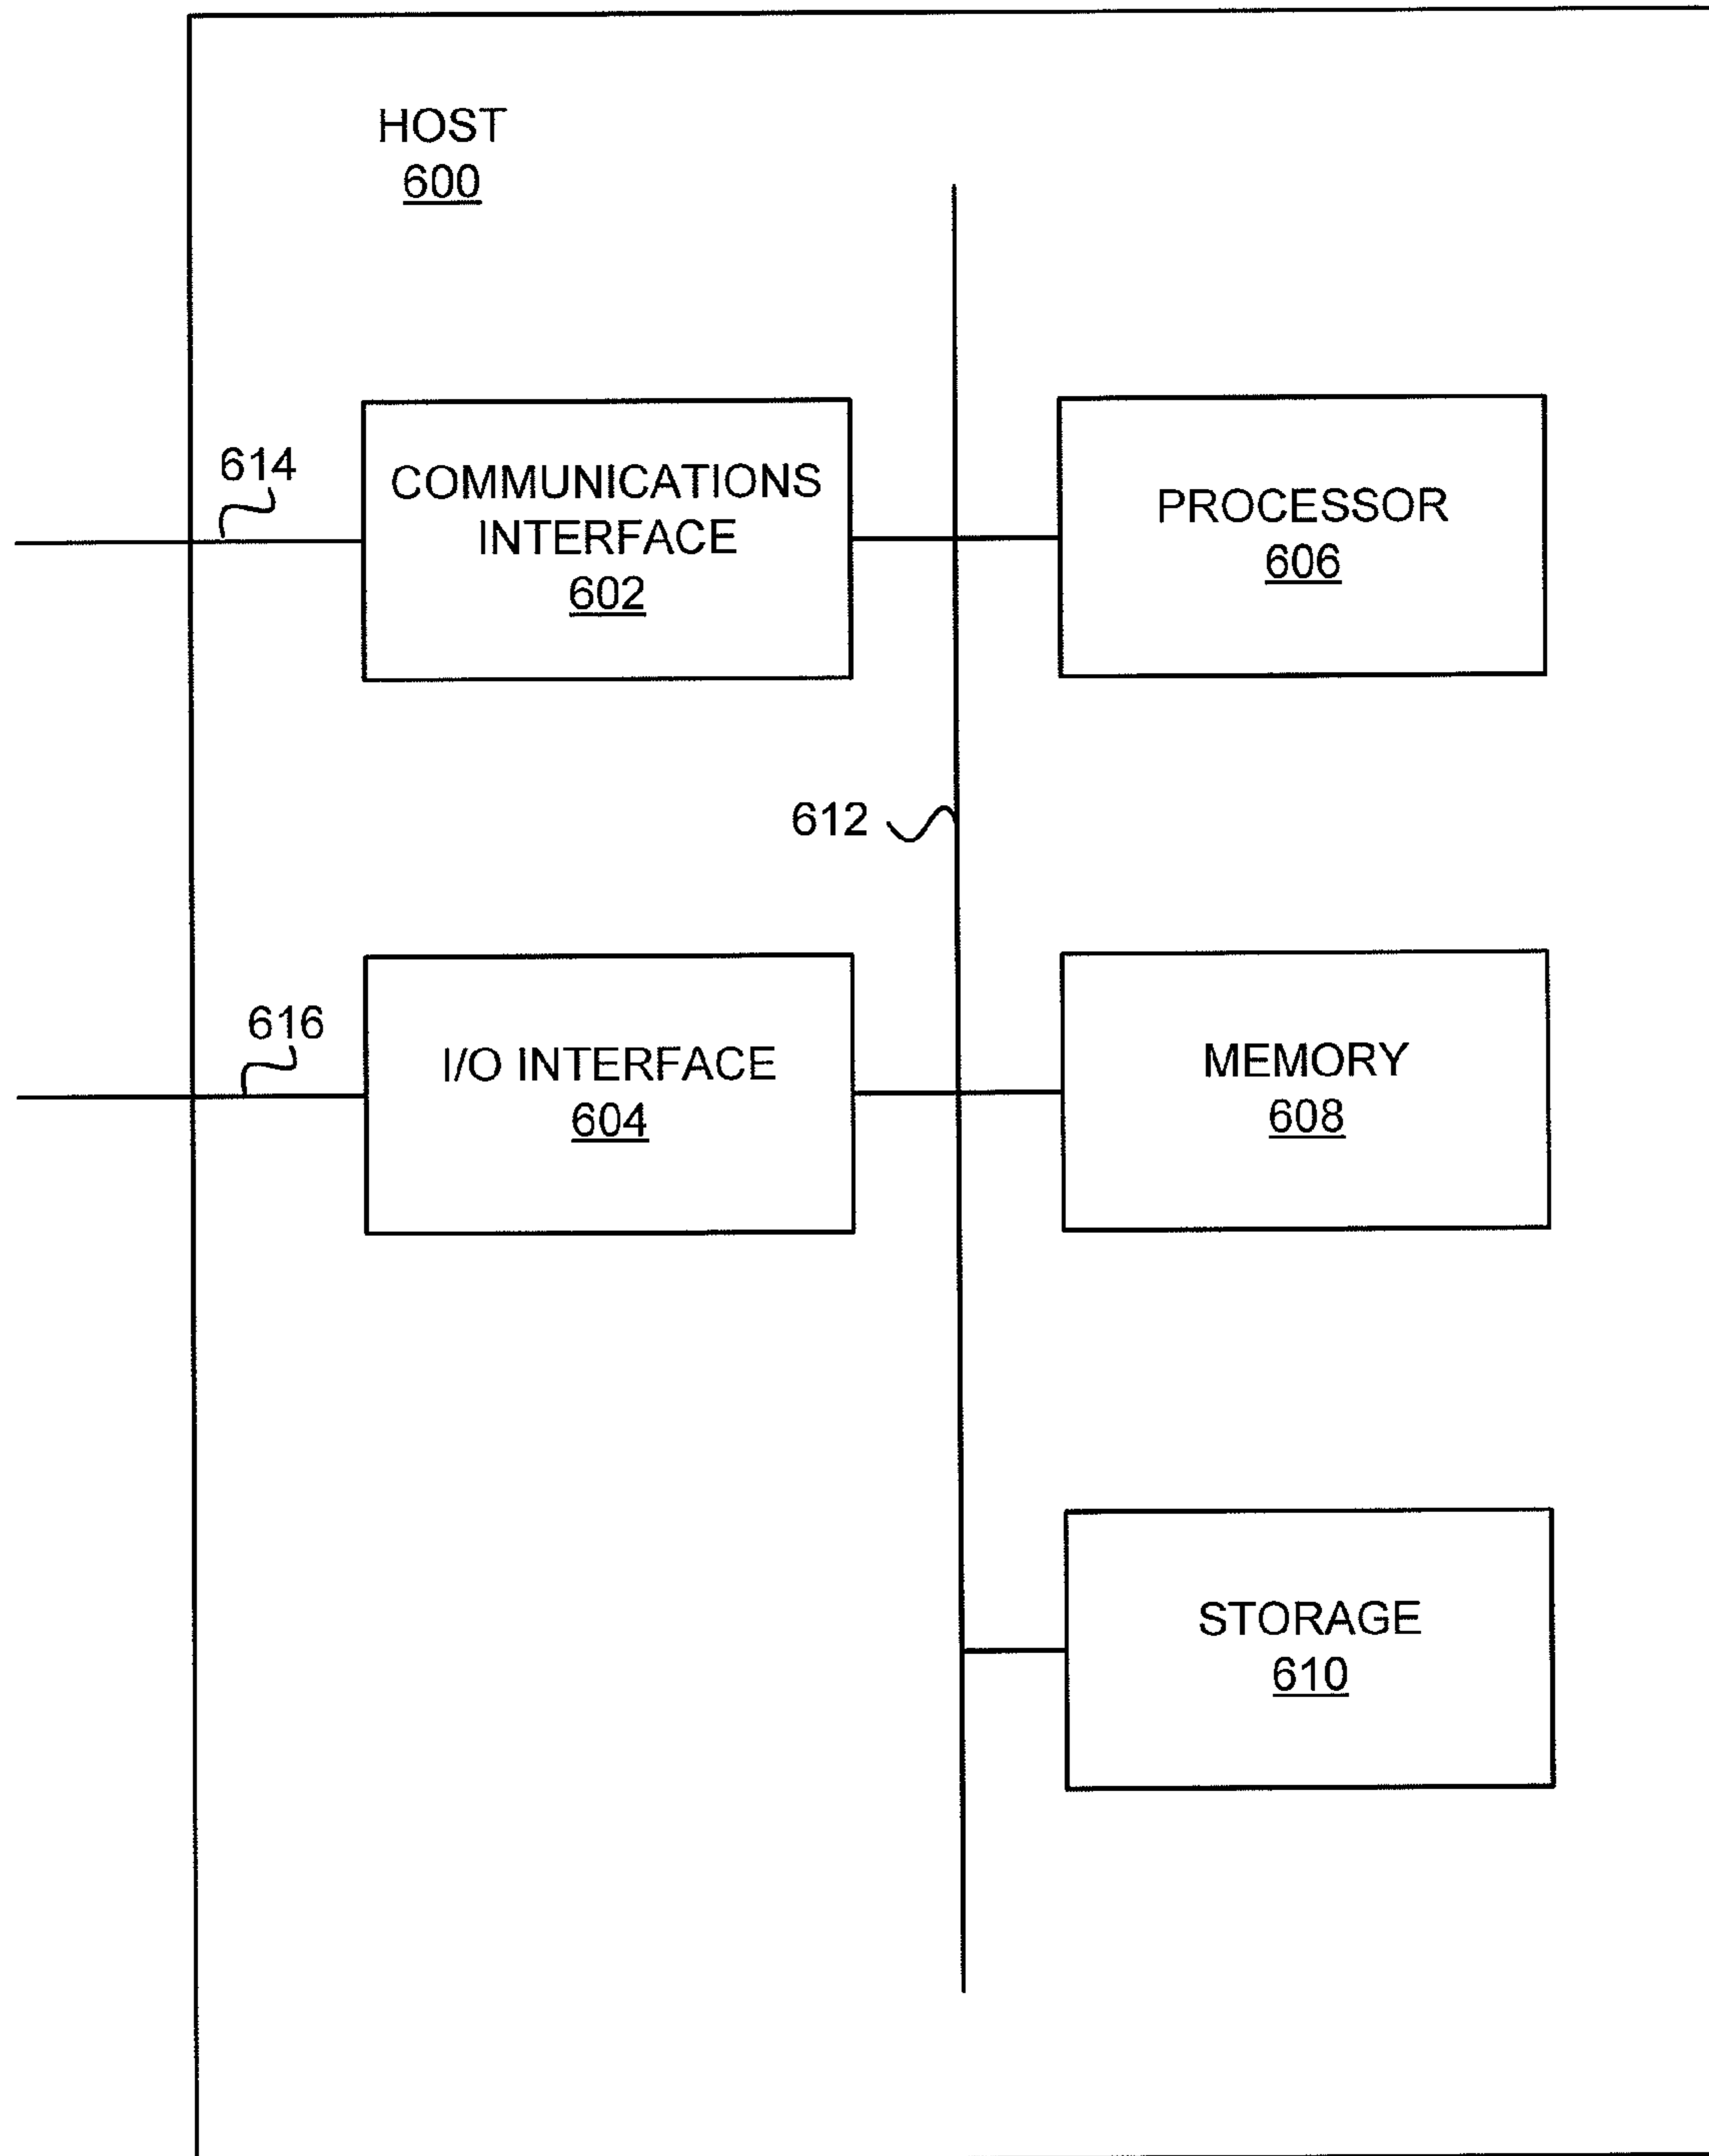 HOST
600
614
COMMUNICATIONS
INTERFACE
602
PROCESSOR
606
612
616
I/O INTERFACE
604
MEMORY
608
STORAGE
610